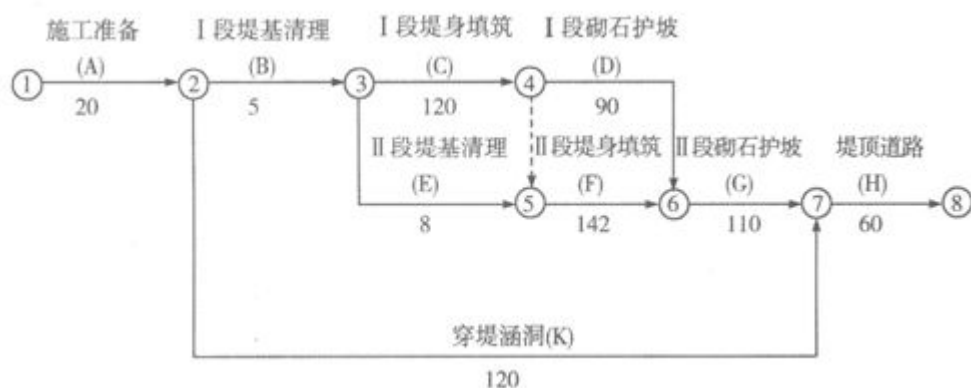 施工准备 Ⅰ段堤基清理 Ⅰ段堤身填筑 Ⅰ段砌石护坡
(A) (B) (C) (D)
① ② ③ ④
20 5 120 90
Ⅱ段堤基清理 Ⅱ段堤身填筑 Ⅱ段砌石护坡 堤顶道路
(E) (F) (G) (H)
⑤ ⑥ ⑦ ⑧
8 142 110 60
穿堤涵洞(K)
120